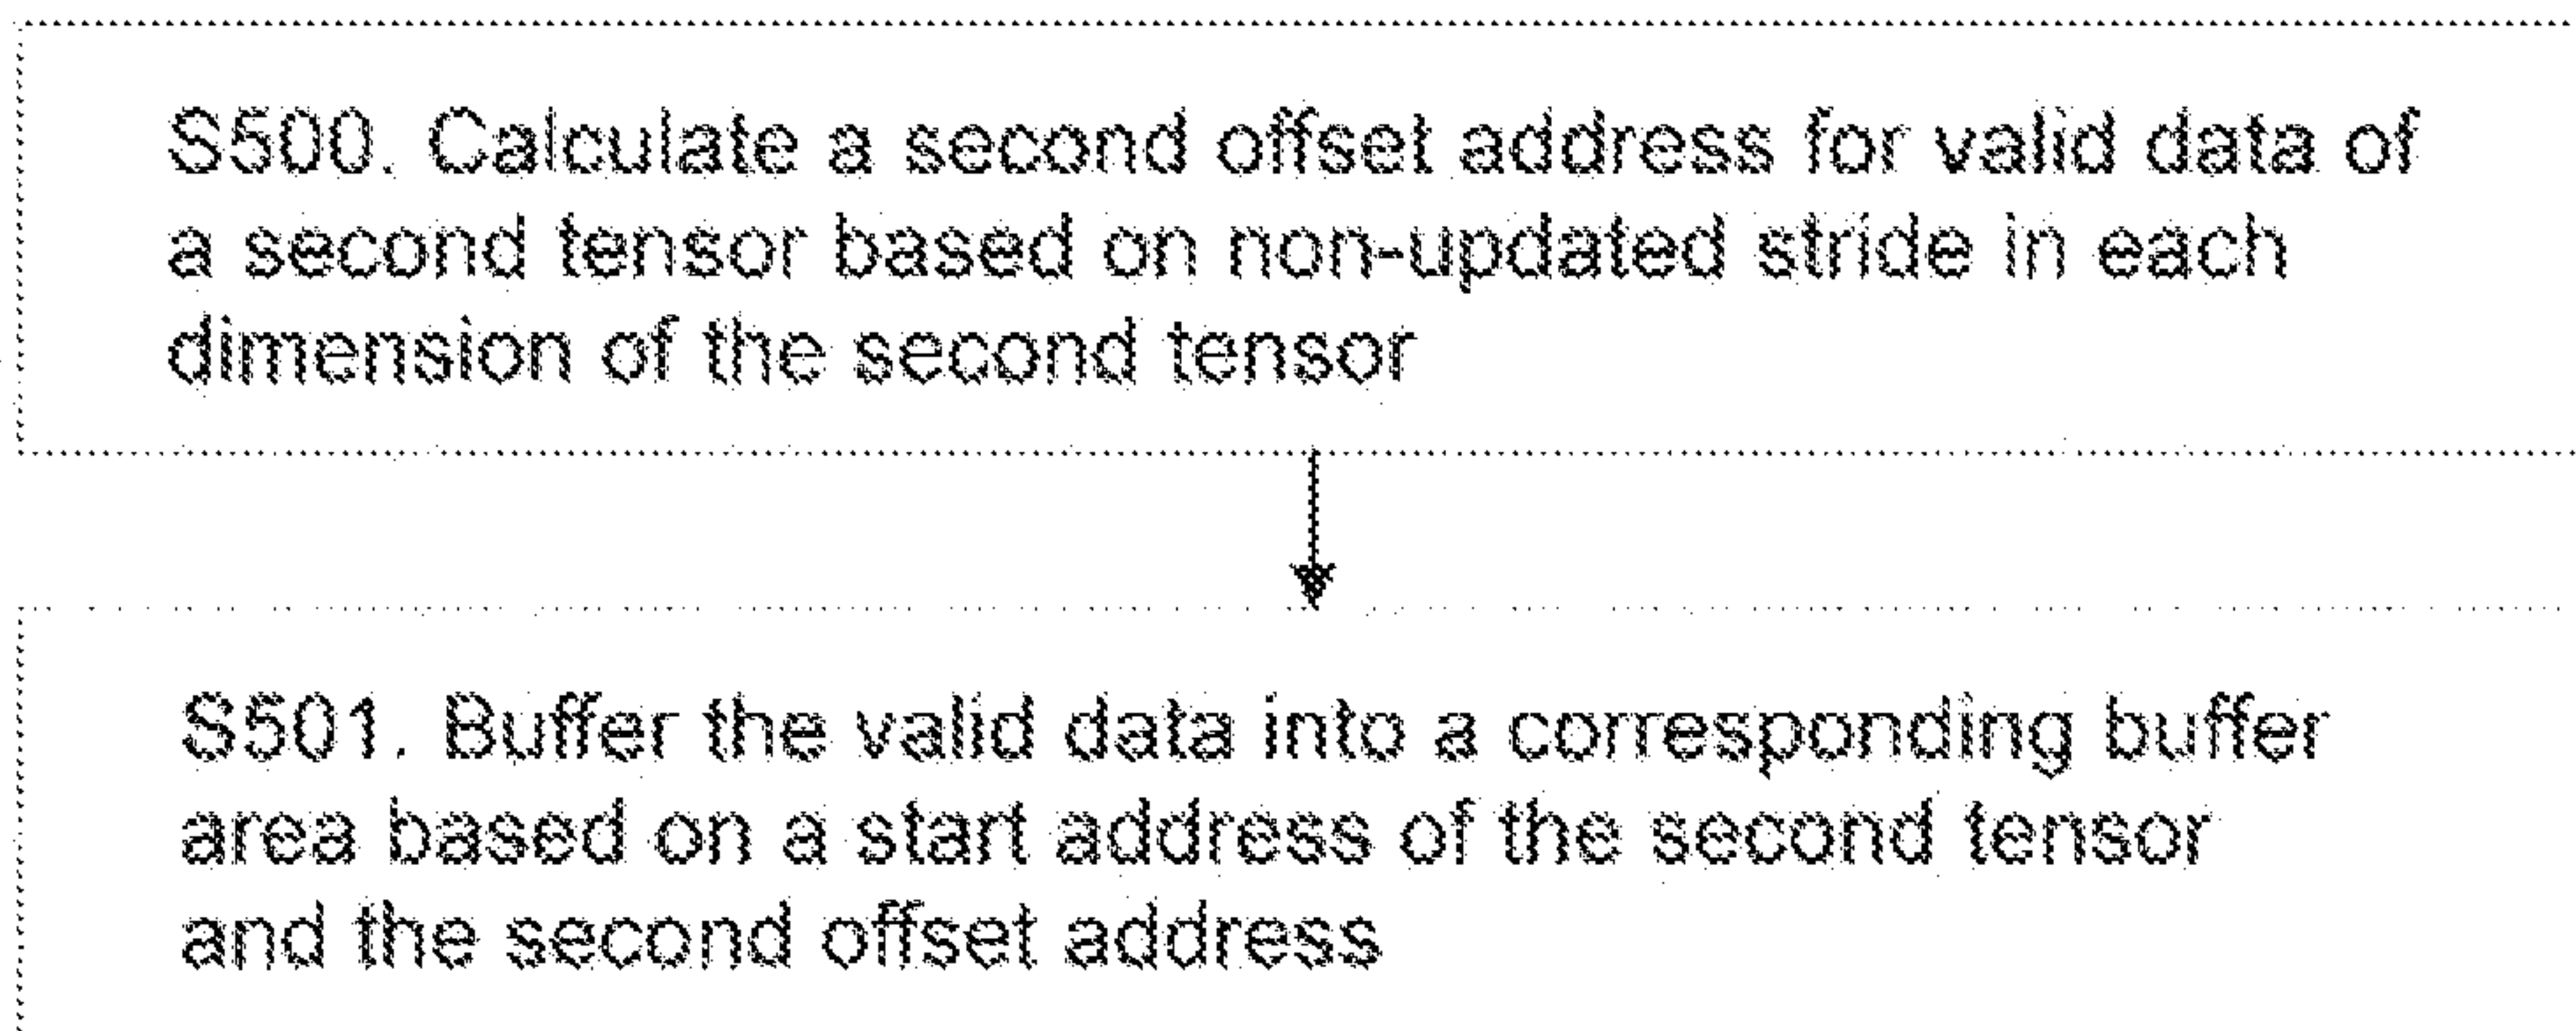 S500. Calculate a second offset address for valid data of
a second tensor based on non-updated stride in each
dimension of the second tensor
S501. Buffer the valid data into a corresponding buffer
area based on a start address of the second tensor
and the second offset address